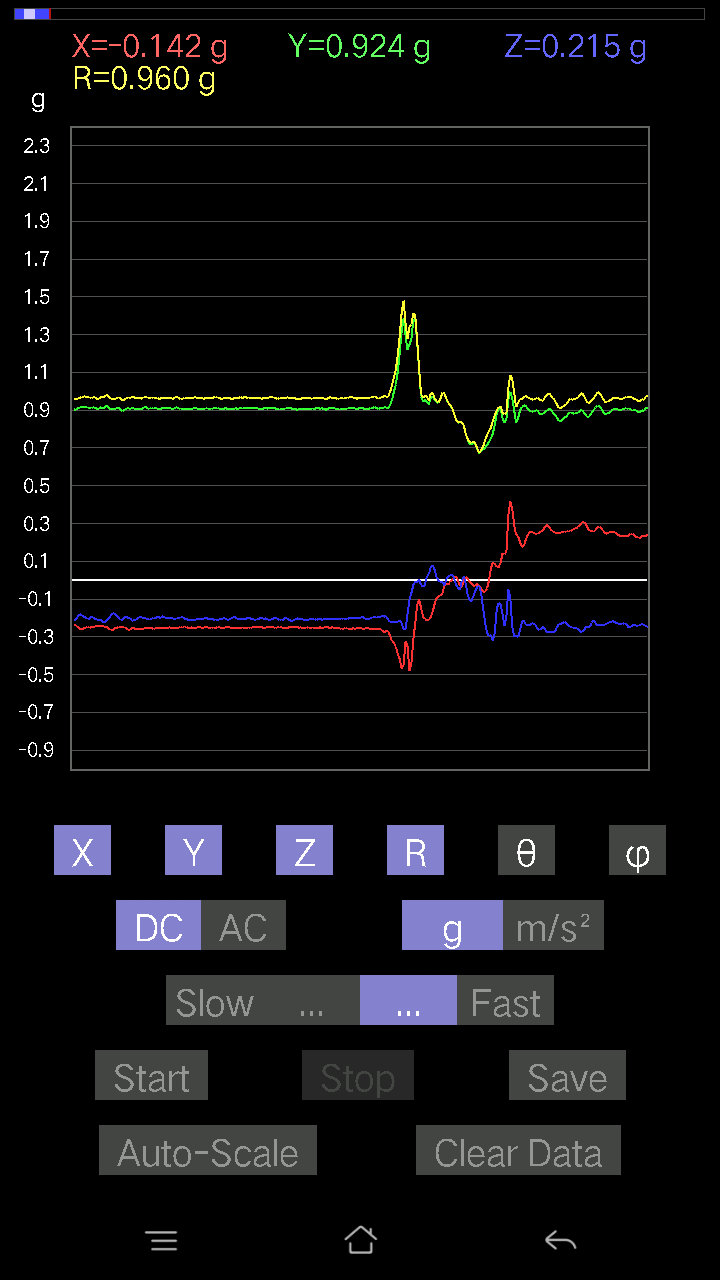 X=-0.142 g Y=0.924 g Z=0.215 g
R=0.960 g
g
2.3
2.1
1.9
1.7
1.5
1.3
1.1
0.9
0.7
0.5
0.3
0.1
-0.1
-0.3
-0.5
-0.7
-0.9
X Y Z R θ φ
DC AC g m/s²
Slow ... ... Fast
Start Stop Save
Auto-Scale Clear Data